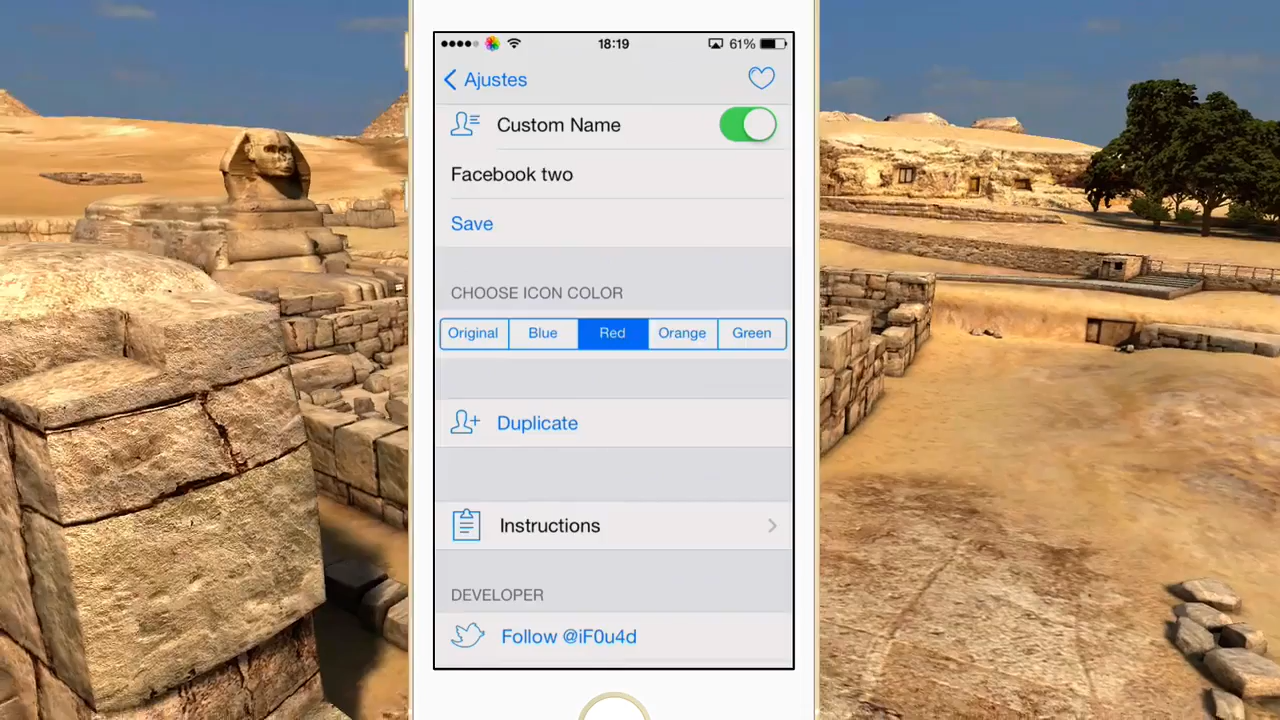 18:19 61%
Ajustes
Custom Name
Facebook two
Save
CHOOSE ICON COLOR
Original Blue Red Orange Green
Duplicate
Instructions
DEVELOPER
Follow @iF0u4d